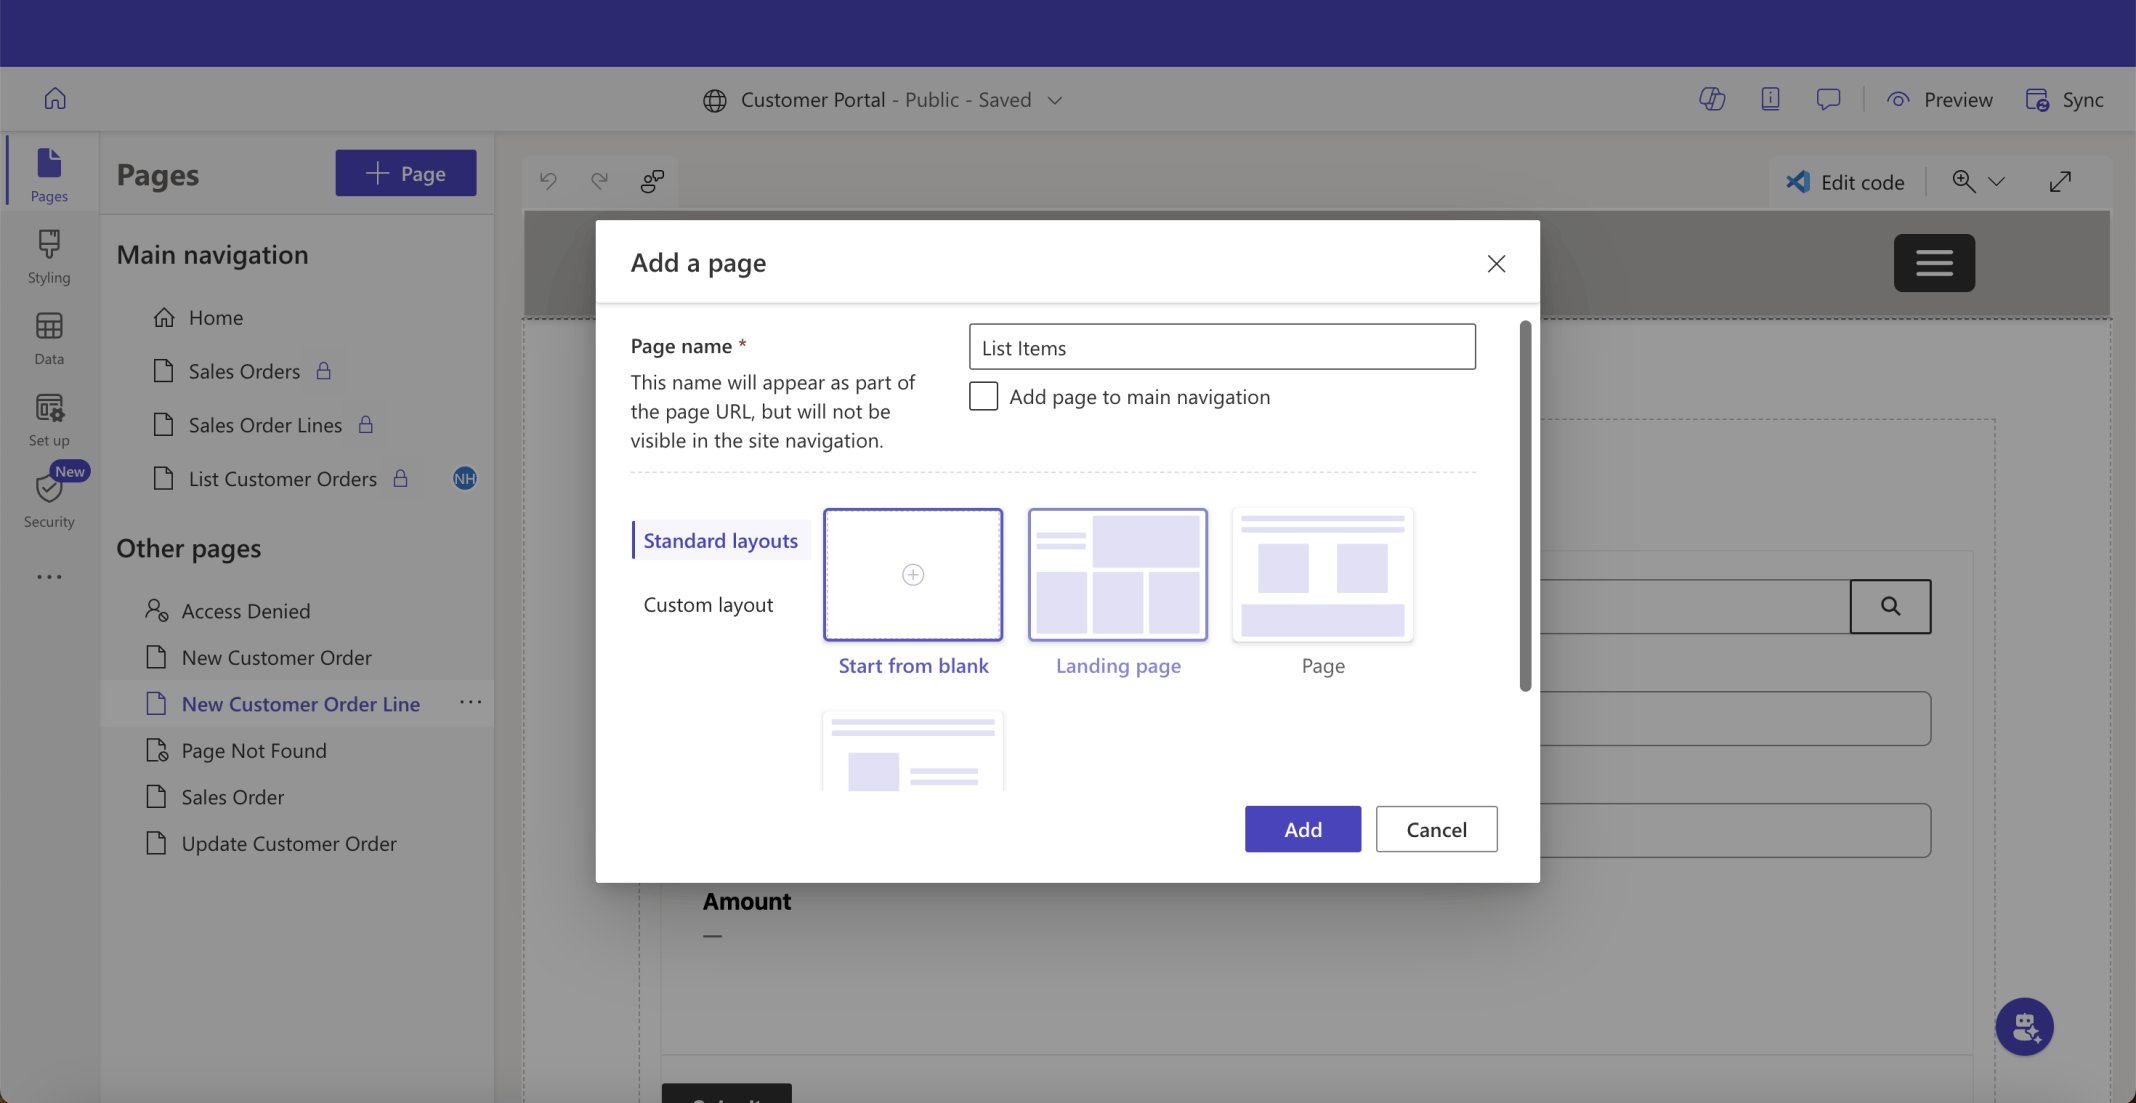 Customer Portal - Public - Saved
Preview
Sync
Pages
Styling
Data
Set up
New
Security
Pages
Page
Main navigation
Home
Sales Orders
Sales Order Lines
List Customer Orders
NH
Other pages
Access Denied
New Customer Order
New Customer Order Line
Page Not Found
Sales Order
Update Customer Order
Edit code
Add a page
Page name *
This name will appear as part of
the page URL, but will not be
visible in the site navigation.
List Items
Add page to main navigation
Standard layouts
Custom layout
Start from blank
Landing page
Page
Add
Cancel
Amount
—